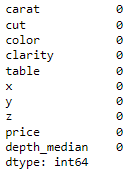 carat 0
cut 0
color 0
clarity 0
table 0
x 0
y 0
z 0
price 0
depth_median 0
dtype: int64